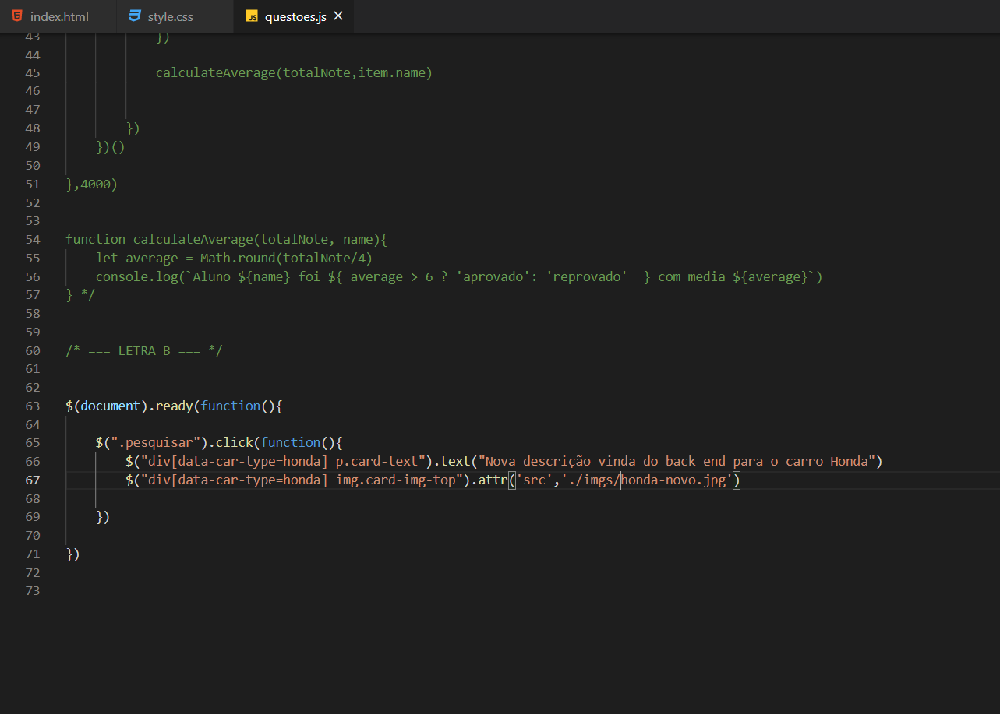 index.html style.css JS questoes.js
43 })
44
45 calculateAverage(totalNote,item.name)
46
47
48 })
49 })()
50
51 },4000)
52
53
54 function calculateAverage(totalNote, name){
55 let average = Math.round(totalNote/4)
56 console.log(`Aluno ${name} foi ${ average > 6 ? 'aprovado': 'reprovado'  } com media ${average}`)
57 } */
58
59
60 /* === LETRA B === */
61
62
63 $(document).ready(function(){
64
65 $(".pesquisar").click(function(){
66 $("div[data-car-type=honda] p.card-text").text("Nova descrição vinda do back end para o carro Honda")
67 $("div[data-car-type=honda] img.card-img-top").attr('src','./imgs/honda-novo.jpg')
68
69 })
70
71 })
72
73